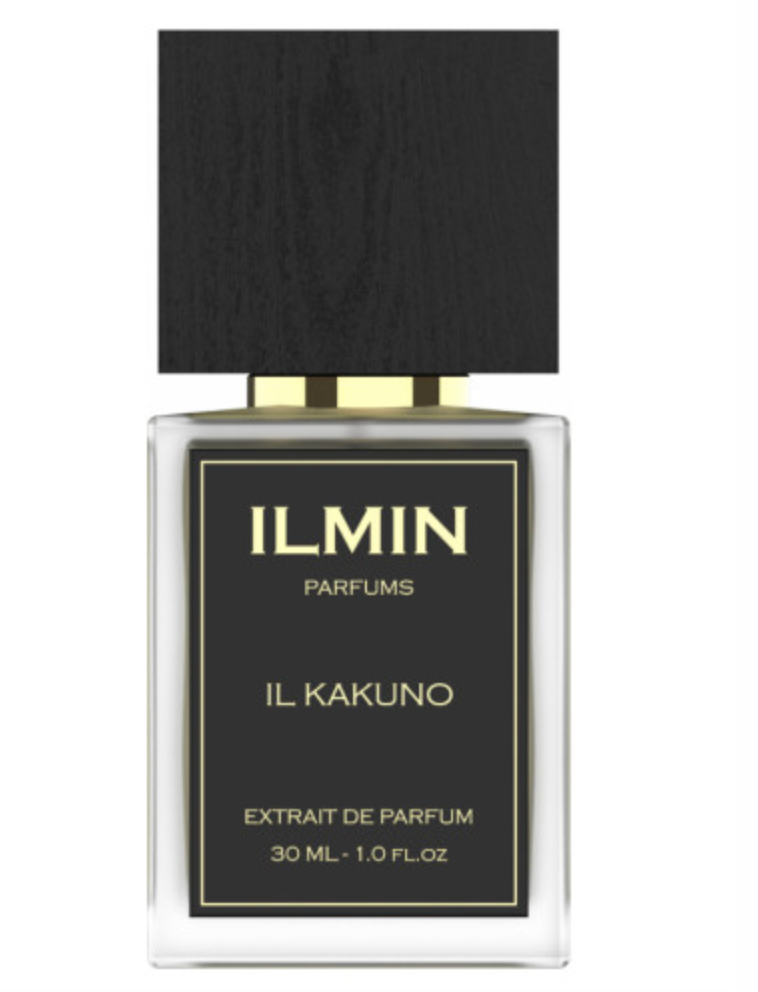 ILMIN
PARFUMS
IL KAKUNO
EXTRAIT DE PARFUM
30 ML - 1.0 FL.OZ